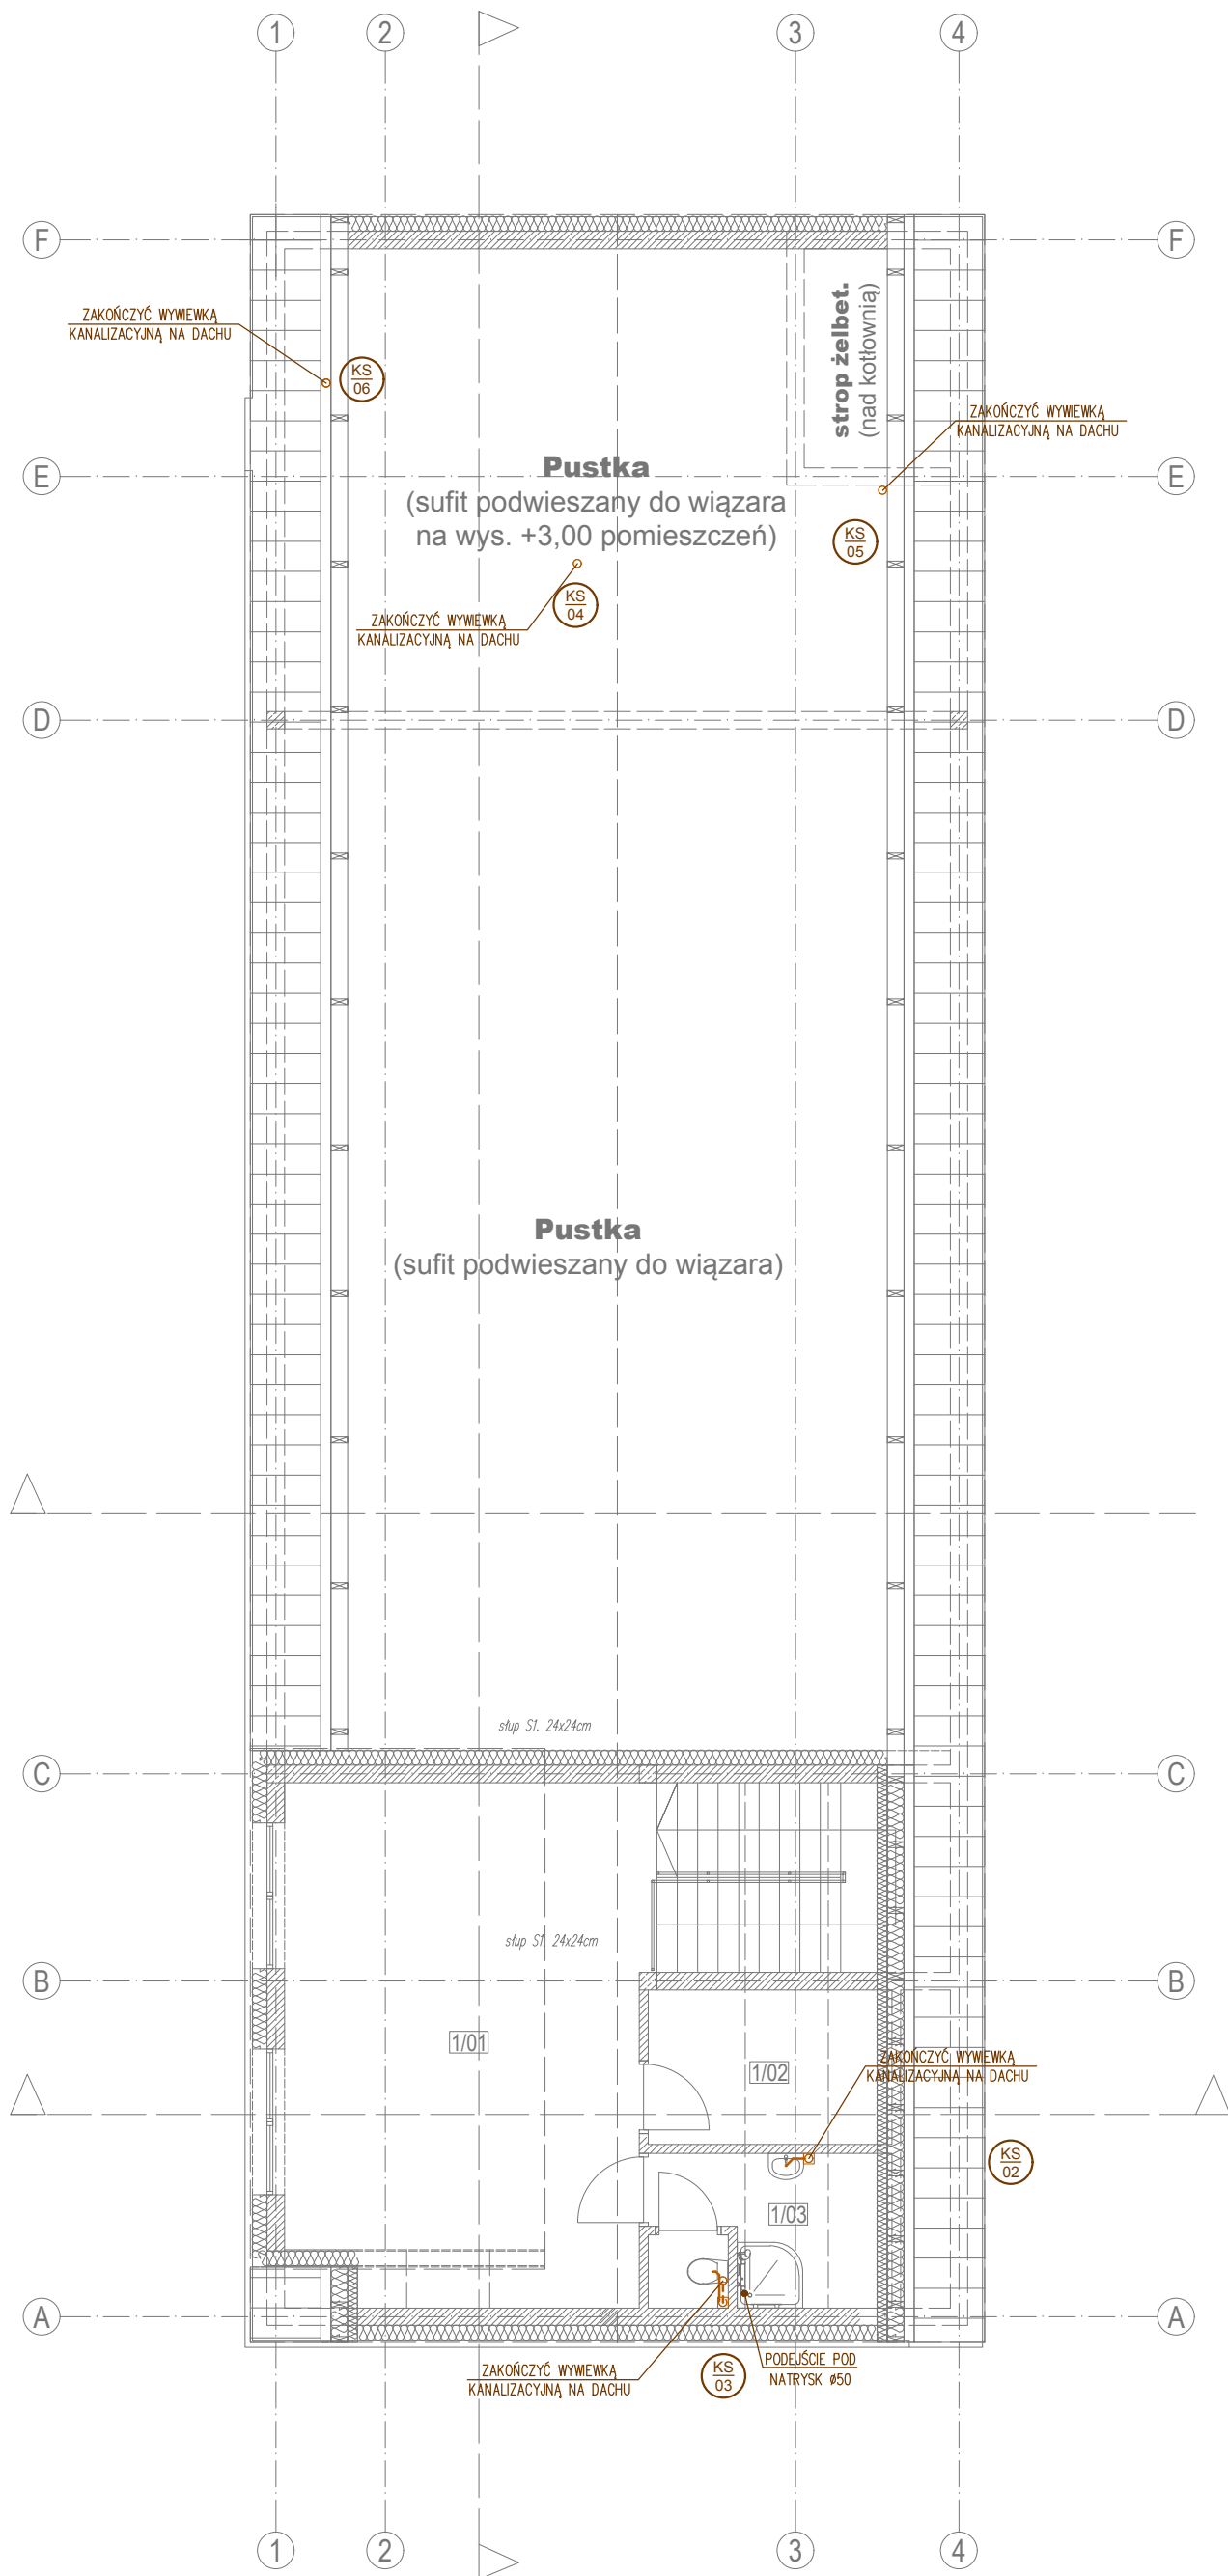 1
2
3
4
F
F
ZAKOŃCZYĆ WYWIEWKĄ
KANALIZACYJNĄ NA DACHU
KS
06
strop żelbet.
(nad kotłownią)
ZAKOŃCZYĆ WYWIEWKĄ
KANALIZACYJNĄ NA DACHU
E
E
Pustka
(sufit podwieszany do wiązara
na wys. +3,00 pomieszczeń)
KS
05
KS
04
ZAKOŃCZYĆ WYWIEWKĄ
KANALIZACYJNĄ NA DACHU
D
D
Pustka
(sufit podwieszany do wiązara)
słup S1. 24x24cm
C
C
słup S1. 24x24cm
B
B
1/01
1/02
ZAKOŃCZYĆ WYWIEWKĄ
KANALIZACYJNĄ NA DACHU
KS
02
1/03
A
A
ZAKOŃCZYĆ WYWIEWKĄ
KANALIZACYJNĄ NA DACHU
KS
03
PODEJŚCIE POD
NATRYSK ø50
1
2
3
4